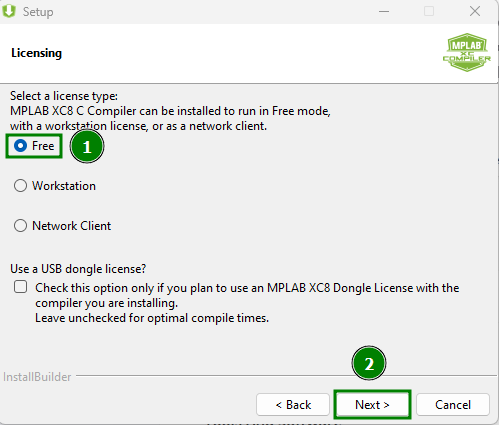 Setup
Licensing
MPLAB
XC
COMPILER
Select a license type:
MPLAB XC8 C Compiler can be installed to run in Free mode,
with a workstation license, or as a network client.
Free
1
Workstation
Network Client
Use a USB dongle license?
Check this option only if you plan to use an MPLAB XC8 Dongle License with the
compiler you are installing.
Leave unchecked for optimal compile times.
2
InstallBuilder
< Back
Next >
Cancel